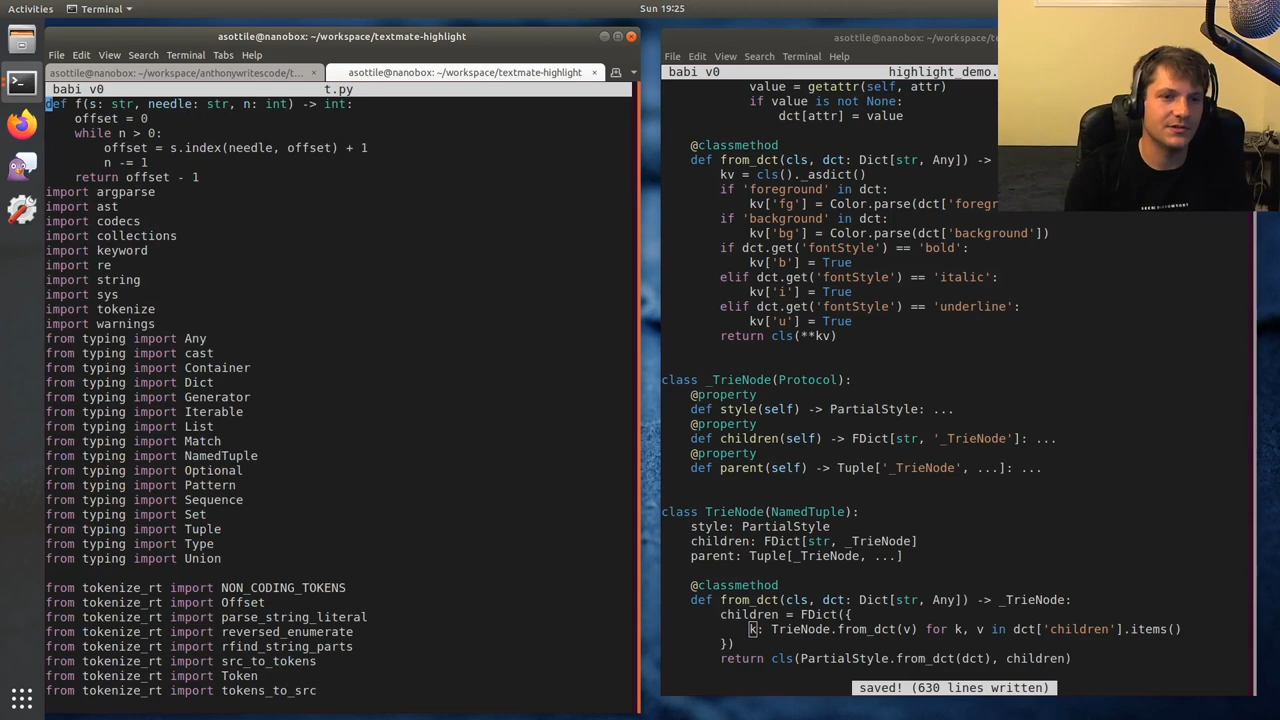 Activities
Terminal
Sun 19:25
asottile@nanobox: ~/workspace/textmate-highlight
File Edit View Search Terminal Tabs Help
asottile@nanobox: ~/workspace/anthonywritescode/t... ×
asottile@nanobox: ~/workspace/textmate-highlight ×
babi v0 t.py
def f(s: str, needle: str, n: int) -> int:
    offset = 0
    while n > 0:
        offset = s.index(needle, offset) + 1
        n -= 1
    return offset - 1
import argparse
import ast
import codecs
import collections
import keyword
import re
import string
import sys
import tokenize
import warnings
from typing import Any
from typing import cast
from typing import Container
from typing import Dict
from typing import Generator
from typing import Iterable
from typing import List
from typing import Match
from typing import NamedTuple
from typing import Optional
from typing import Pattern
from typing import Sequence
from typing import Set
from typing import Tuple
from typing import Type
from typing import Union
from tokenize_rt import NON_CODING_TOKENS
from tokenize_rt import Offset
from tokenize_rt import parse_string_literal
from tokenize_rt import reversed_enumerate
from tokenize_rt import rfind_string_parts
from tokenize_rt import src_to_tokens
from tokenize_rt import Token
from tokenize_rt import tokens_to_src
asottile@nanobox: ~/workspace/
File Edit View Search Terminal Help
babi v0 highlight_demo.
            value = getattr(self, attr)
            if value is not None:
                dct[attr] = value
    @classmethod
    def from_dct(cls, dct: Dict[str, Any]) ->
        kv = cls()._asdict()
        if 'foreground' in dct:
            kv['fg'] = Color.parse(dct['foreg
        if 'background' in dct:
            kv['bg'] = Color.parse(dct['background'])
        if dct.get('fontStyle') == 'bold':
            kv['b'] = True
        elif dct.get('fontStyle') == 'italic':
            kv['i'] = True
        elif dct.get('fontStyle') == 'underline':
            kv['u'] = True
        return cls(**kv)
class _TrieNode(Protocol):
    @property
    def style(self) -> PartialStyle: ...
    @property
    def children(self) -> FDict[str, '_TrieNode']: ...
    @property
    def parent(self) -> Tuple['_TrieNode', ...]: ...
class TrieNode(NamedTuple):
    style: PartialStyle
    children: FDict[str, _TrieNode]
    parent: Tuple[_TrieNode, ...]
    @classmethod
    def from_dct(cls, dct: Dict[str, Any]) -> _TrieNode:
        children = FDict({
            k: TrieNode.from_dct(v) for k, v in dct['children'].items()
        })
        return cls(PartialStyle.from_dct(dct), children)
saved! (630 lines written)